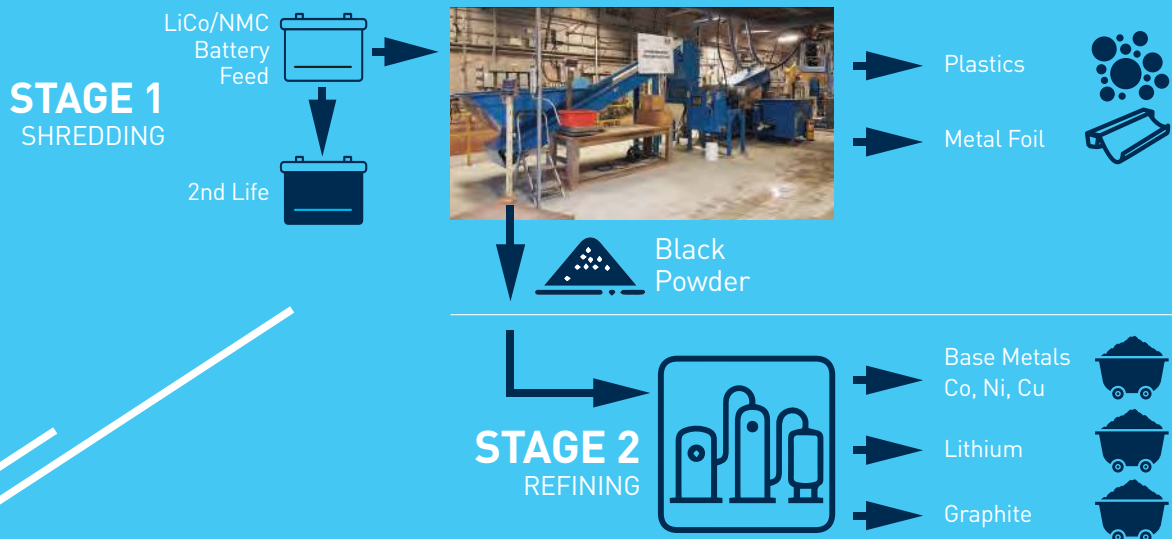 LiCo/NMC
Battery
Feed
STAGE 1
SHREDDING
2nd Life
Plastics
Metal Foil
Black
Powder
STAGE 2
REFINING
Base Metals
Co, Ni, Cu
Lithium
Graphite